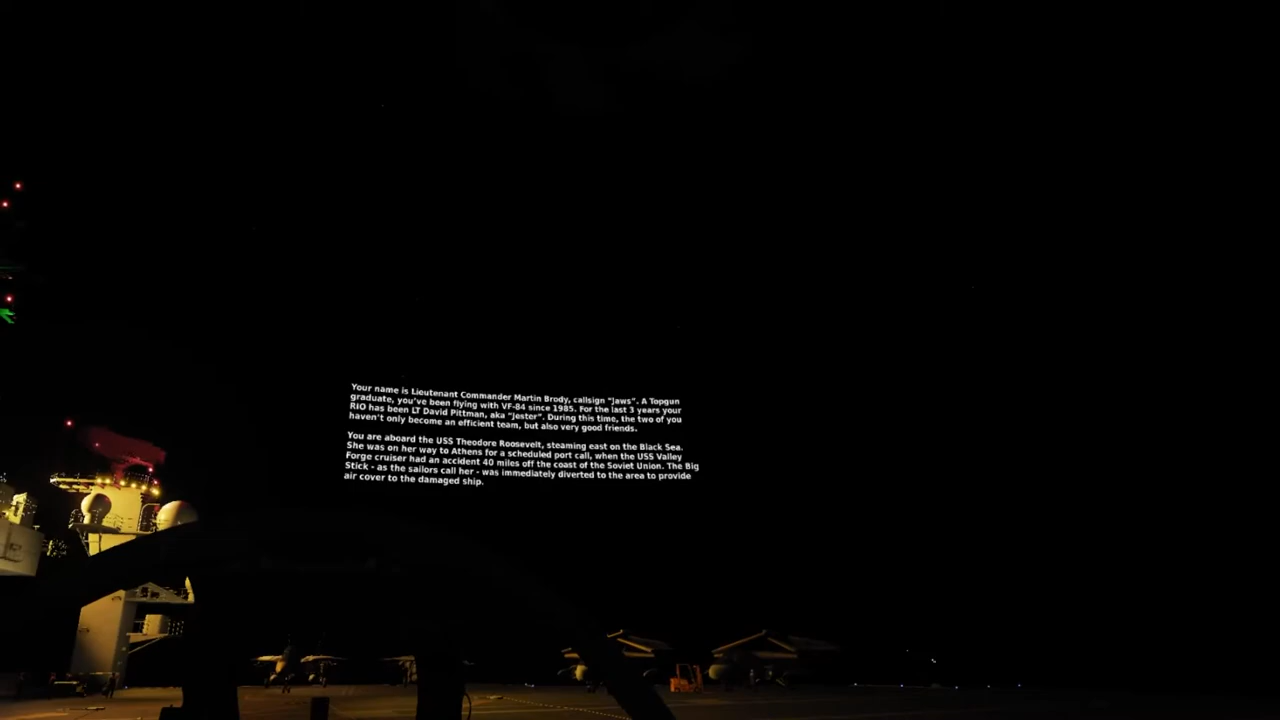 Your name is Lieutenant Commander Martin Brody, callsign "Jaws". A Topgun
graduate, you've been flying with VF-84 since 1985. For the last 3 years your
RIO has been LT David Pittman, aka "Jester". During this time, the two of you
haven't only become an efficient team, but also very good friends.
You are aboard the USS Theodore Roosevelt, steaming east on the Black Sea.
She was on her way to Athens for a scheduled port call, when the USS Valley
Forge cruiser had an accident 40 miles off the coast of the Soviet Union. The Big
Stick - as the sailors call her - was immediately diverted to the area to provide
air cover to the damaged ship.